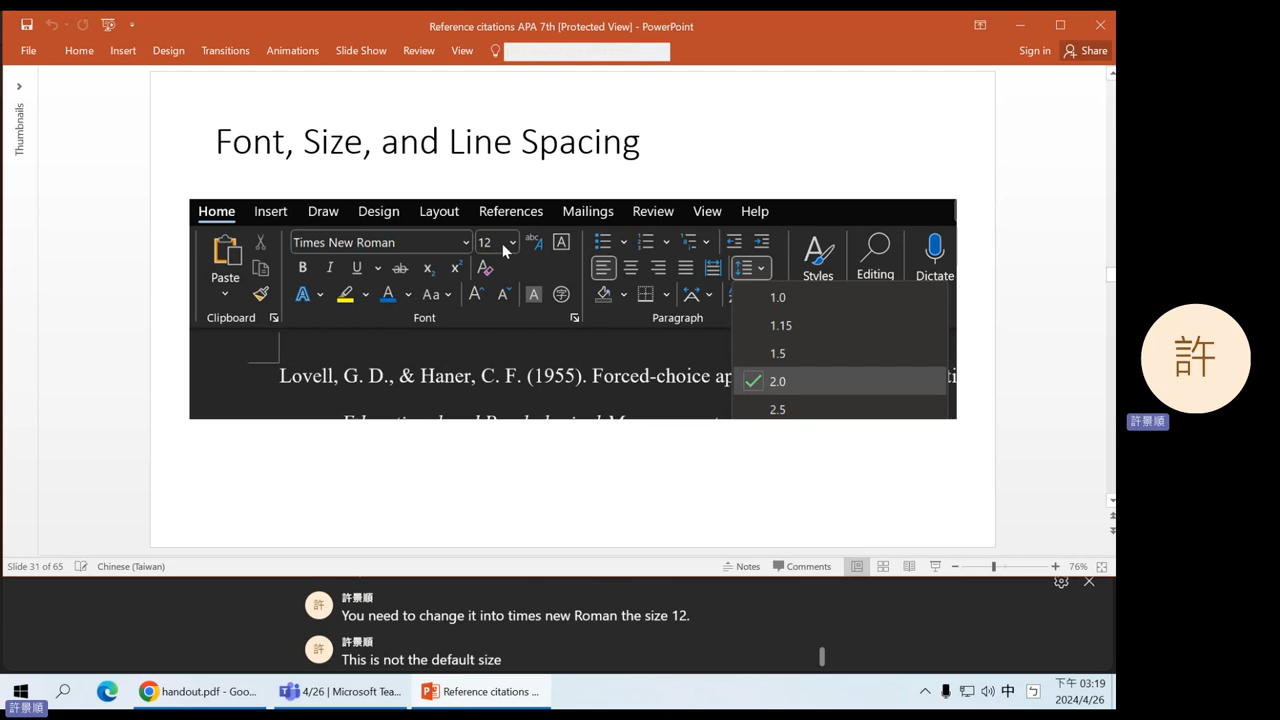 Reference citations APA 7th [Protected View] - PowerPoint
File Home Insert Design Transitions Animations Slide Show Review View Sign in Share
Thumbnails
Font, Size, and Line Spacing
Home Insert Draw Design Layout References Mailings Review View Help
Times New Roman 12
Paste
B I U ab x₂ x²
Styles Editing Dictate
Aa A A A 字
Clipboard Font Paragraph
1.0
1.15
1.5
2.0
2.5
Lovell, G. D., & Haner, C. F. (1955). Forced-choice ap
Slide 31 of 65 Chinese (Taiwan) Notes Comments 76%
許景順
You need to change it into times new Roman the size 12.
許景順
This is not the default size
許
許景順
handout.pdf - Goo...
4/26 | Microsoft Tea...
Reference citations ...
中
下午 03:19
2024/4/26
許景順